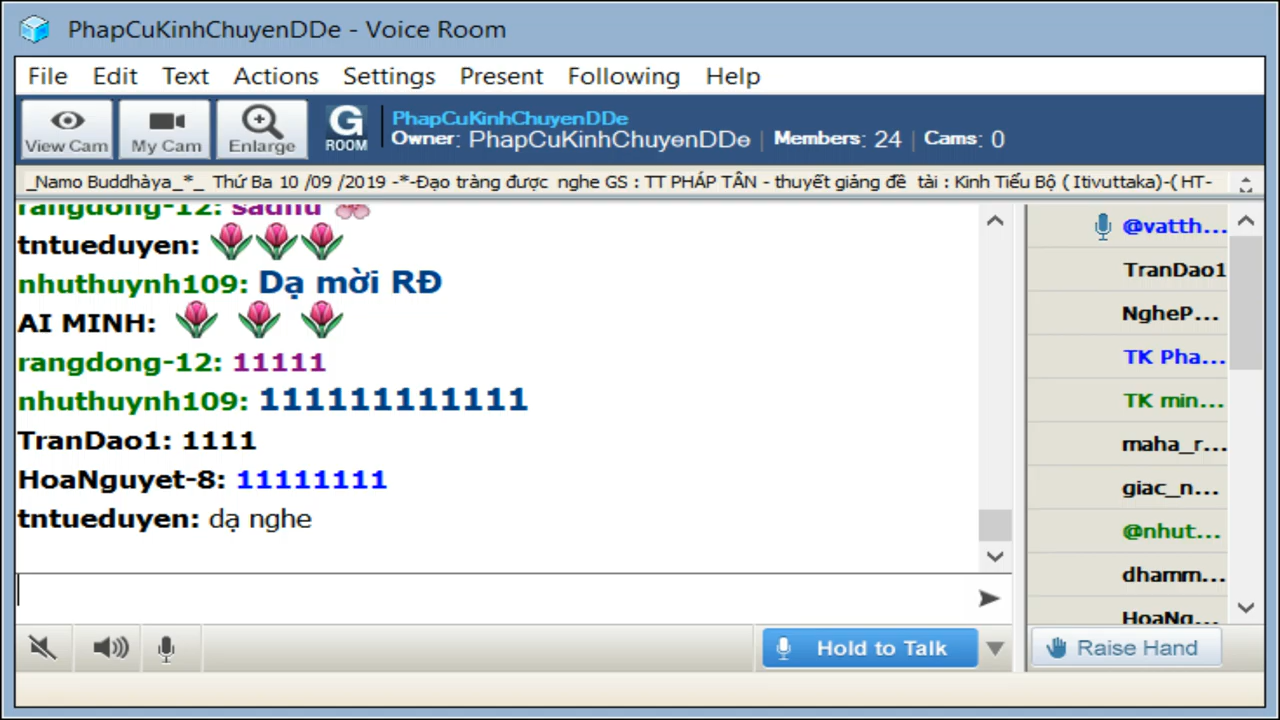 PhapCuKinhChuyenDDe - Voice Room
File Edit Text Actions Settings Present Following Help
View Cam
My Cam
Enlarge
G
ROOM
PhapCuKinhChuyenDDe
Owner: PhapCuKinhChuyenDDe | Members: 24 | Cams: 0
_Namo Buddhàya_*_ Thứ Ba 10 /09 /2019 -*-Đạo tràng được nghe GS : TT PHÁP TÂN - thuyết giảng đề tài : Kinh Tiểu Bộ ( Itivuttaka)-( HT-
rangdong-12: sadhu
tntueduyen:
nhuthuynh109: Dạ mời RĐ
AI MINH:
rangdong-12: 11111
nhuthuynh109: 111111111111
TranDao1: 1111
HoaNguyet-8: 11111111
tntueduyen: dạ nghe
@vatth...
TranDao1
NgheP...
TK Pha...
TK min...
maha_r...
giac_n...
@nhut...
dhamm...
HoaNg...
Hold to Talk
Raise Hand